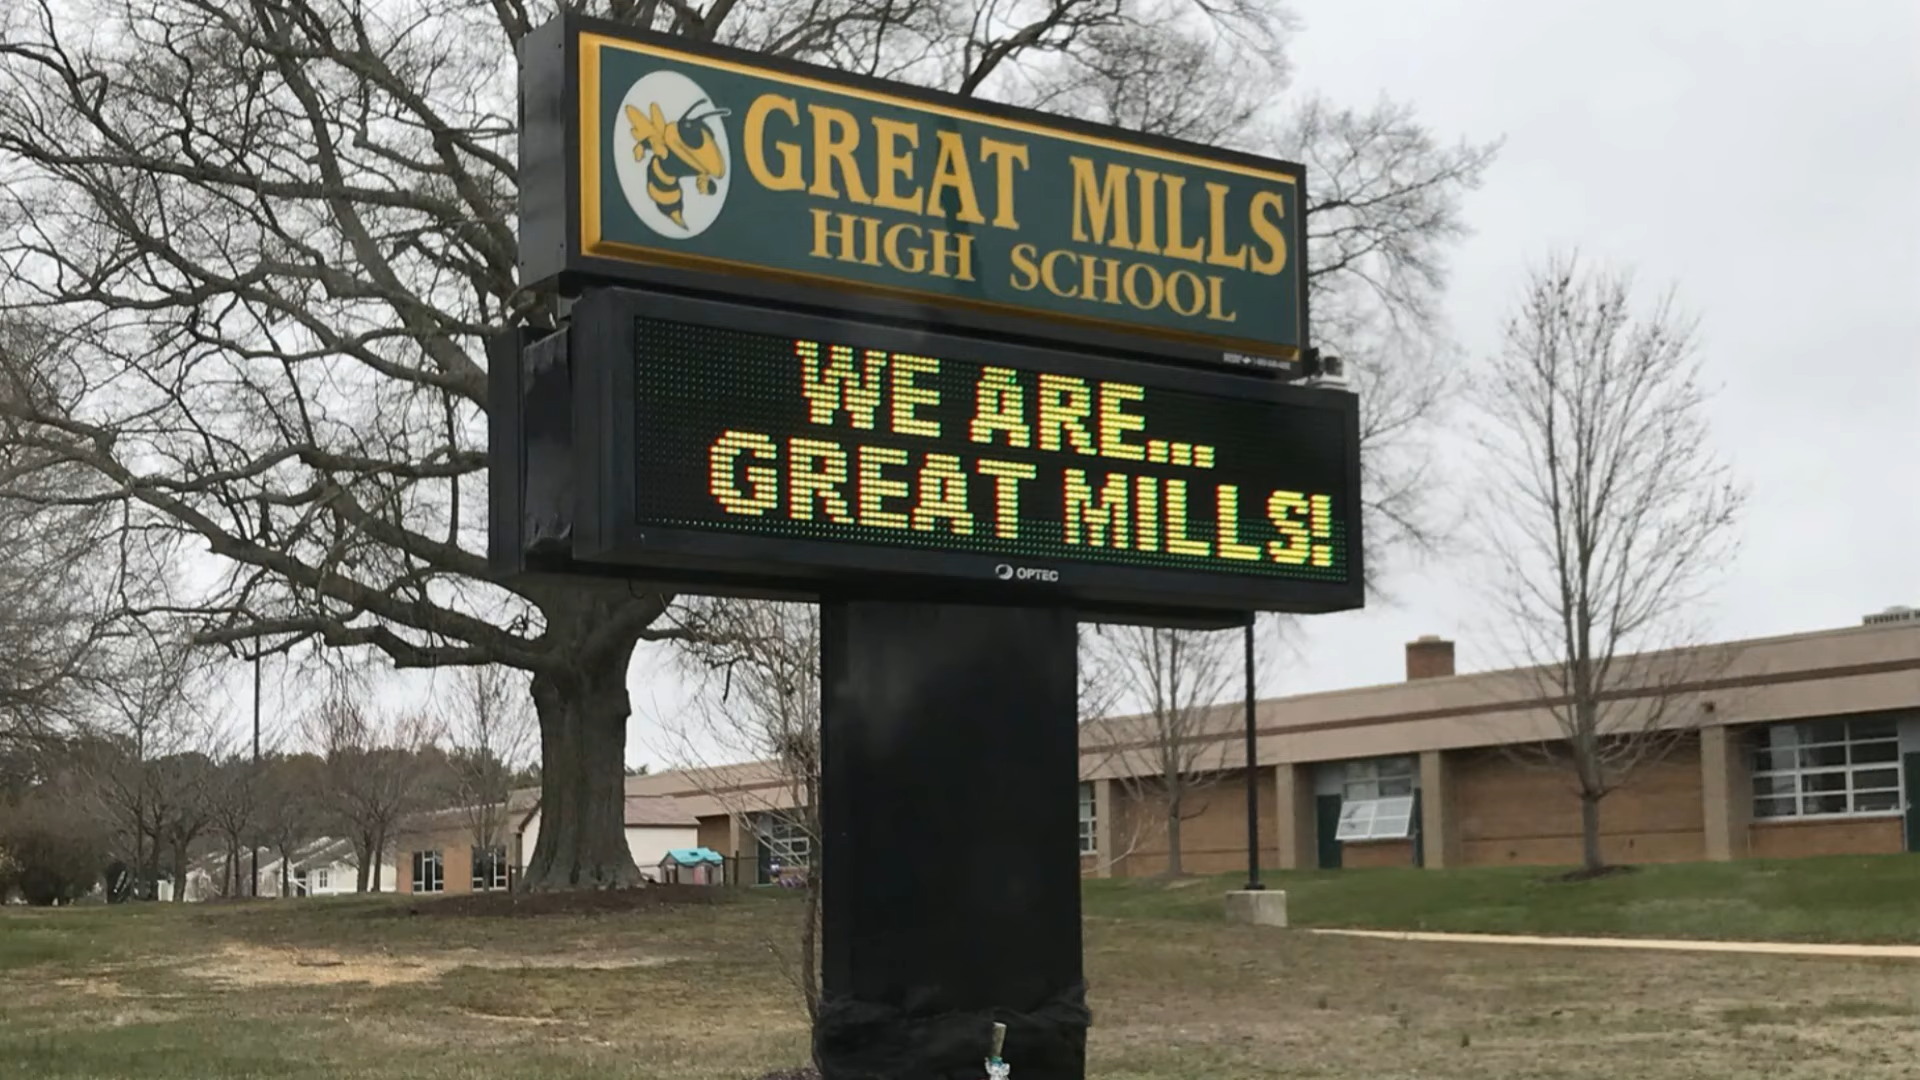 GREAT MILLS
HIGH SCHOOL
WE ARE...
GREAT MILLS!
OPTEC